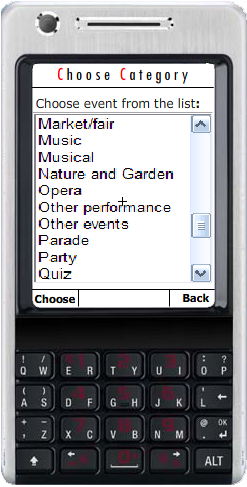 Choose Category
Choose event from the list:
Market/fair
Music
Musical
Nature and Garden
Opera
Other performance
Other events
Parade
Party
Quiz
Choose Back
! Q W E R T Y U I : O P ?
( A S ) D F G H J K " L '
+ - , Z X C V B N M @ . OK
ALT